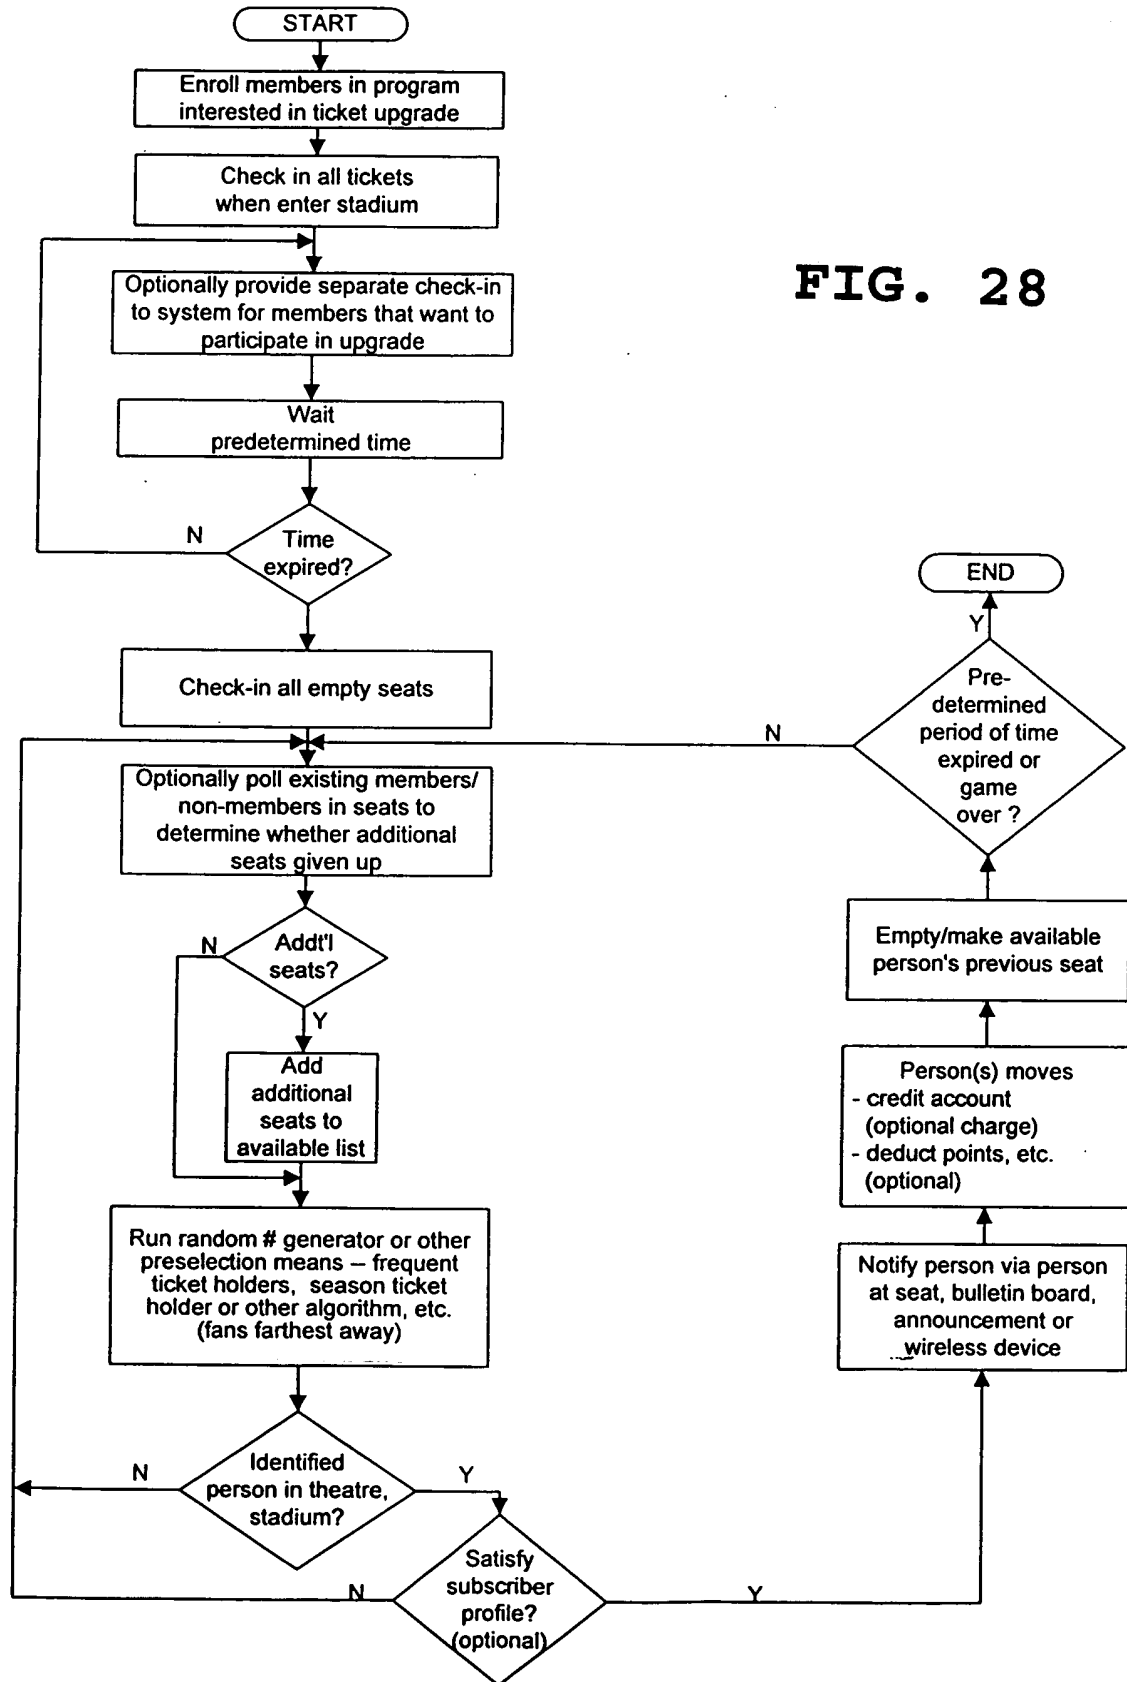 START
Enroll members in program
interested in ticket upgrade
Check in all tickets
when enter stadium
FIG. 28
Optionally provide separate check-in
to system for members that want to
participate in upgrade
Wait
predetermined time
N
Time
expired?
Check-in all empty seats
Optionally poll existing members/
non-members in seats to
determine whether additional
seats given up
N
Addt'l
seats?
Y
Add
additional
seats to
available list
Run random # generator or other
preselection means – frequent
ticket holders, season ticket
holder or other algorithm, etc.
(fans farthest away)
N
Identified
person in theatre,
stadium?
Y
N
Satisfy
subscriber
profile?
(optional)
Y
Notify person via person
at seat, bulletin board,
announcement or
wireless device
Person(s) moves
- credit account
(optional charge)
- deduct points, etc.
(optional)
Empty/make available
person's previous seat
N
Pre-
determined
period of time
expired or
game
over ?
Y
END